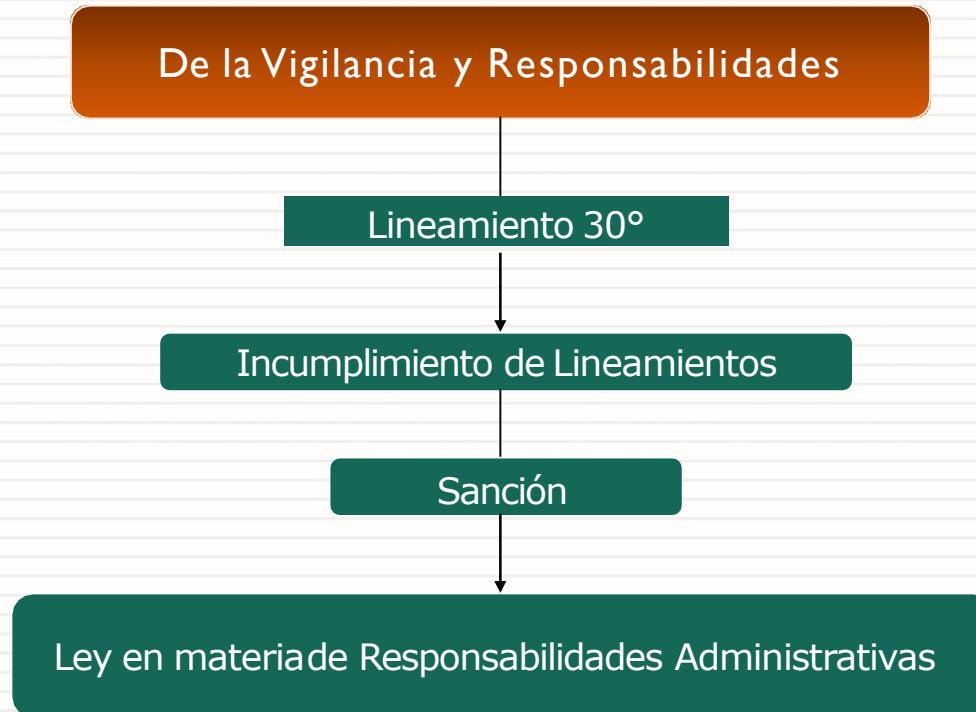 De la Vigilancia y Responsabilidades
Lineamiento 30°
Incumplimiento de Lineamientos
Sanción
Ley en materiade Responsabilidades Administrativas